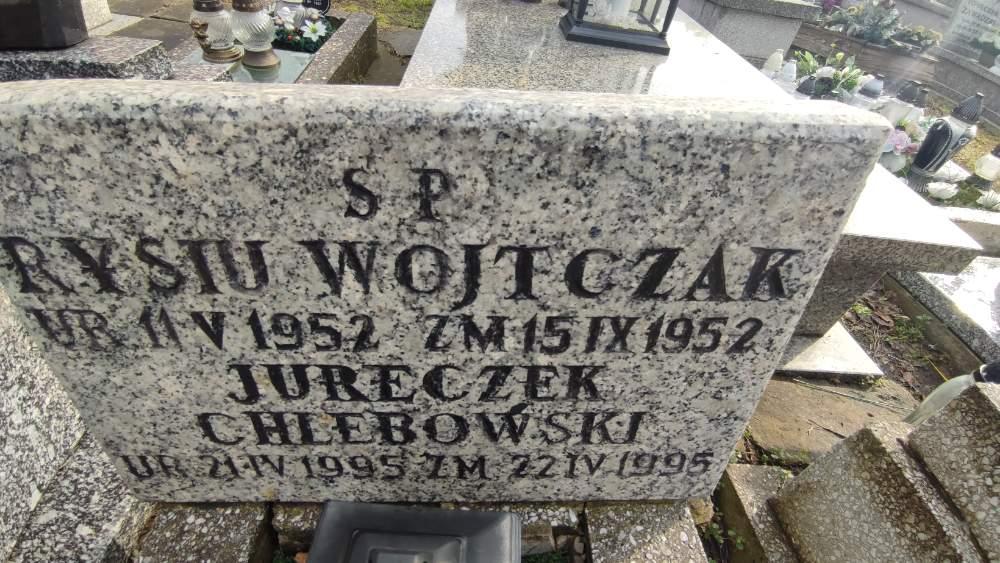 S P
RYSIU WOJTCZAK
UR 11 V 1952 ZM 15 IX 1952
JURECZEK
CHLEBOWSKI
UR 21 IV 1995 ZM 22 IV 1995